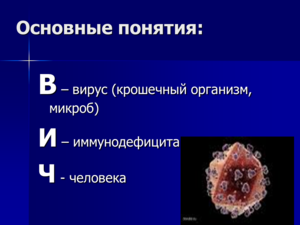 Основные понятия:
В – вирус (крошечный организм,
микроб)
И – иммунодефицита
Ч - человека